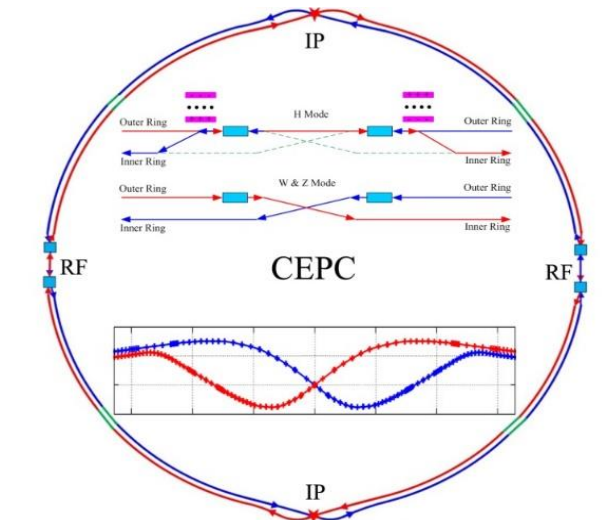 IP
H Mode
Outer Ring
Outer Ring
Inner Ring
Inner Ring
W & Z Mode
Outer Ring
Outer Ring
Inner Ring
Inner Ring
RF
CEPC
RF
IP